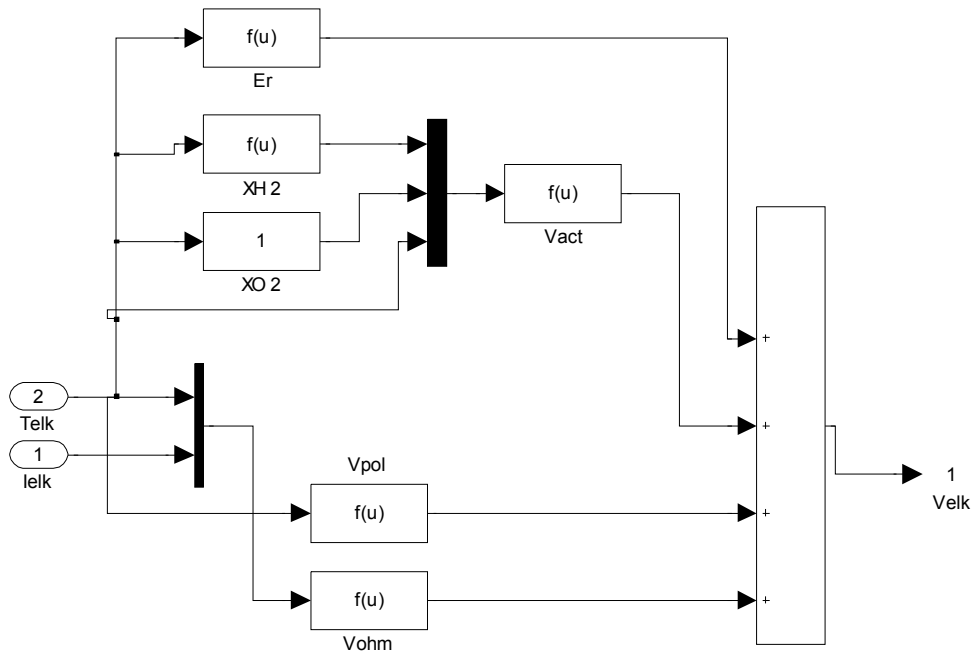 f(u)
Er
f(u)
XH 2
1
XO 2
f(u)
Vact
+
+
2
Telk
1
Ielk
Vpol
f(u)
+
f(u)
Vohm
+
1
Velk